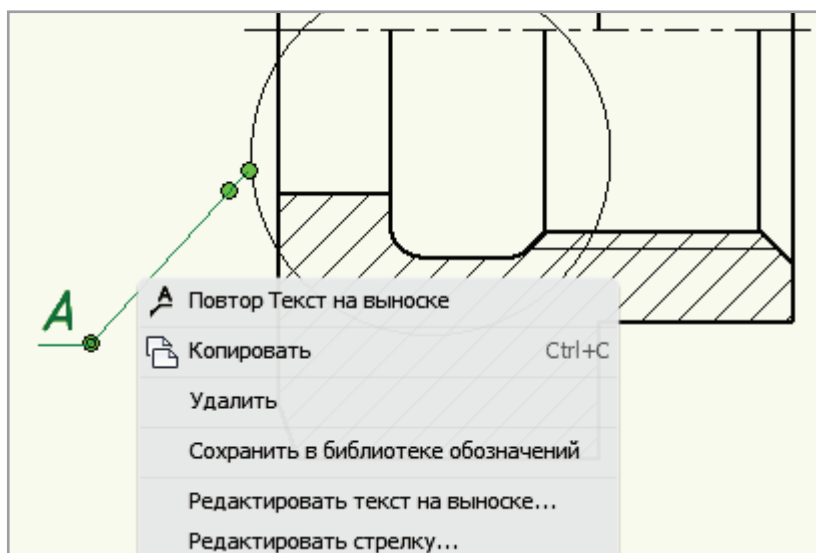 А
Повтор Текст на выноске
Копировать Ctrl+C
Удалить
Сохранить в библиотеке обозначений
Редактировать текст на выноске...
Редактировать стрелку...